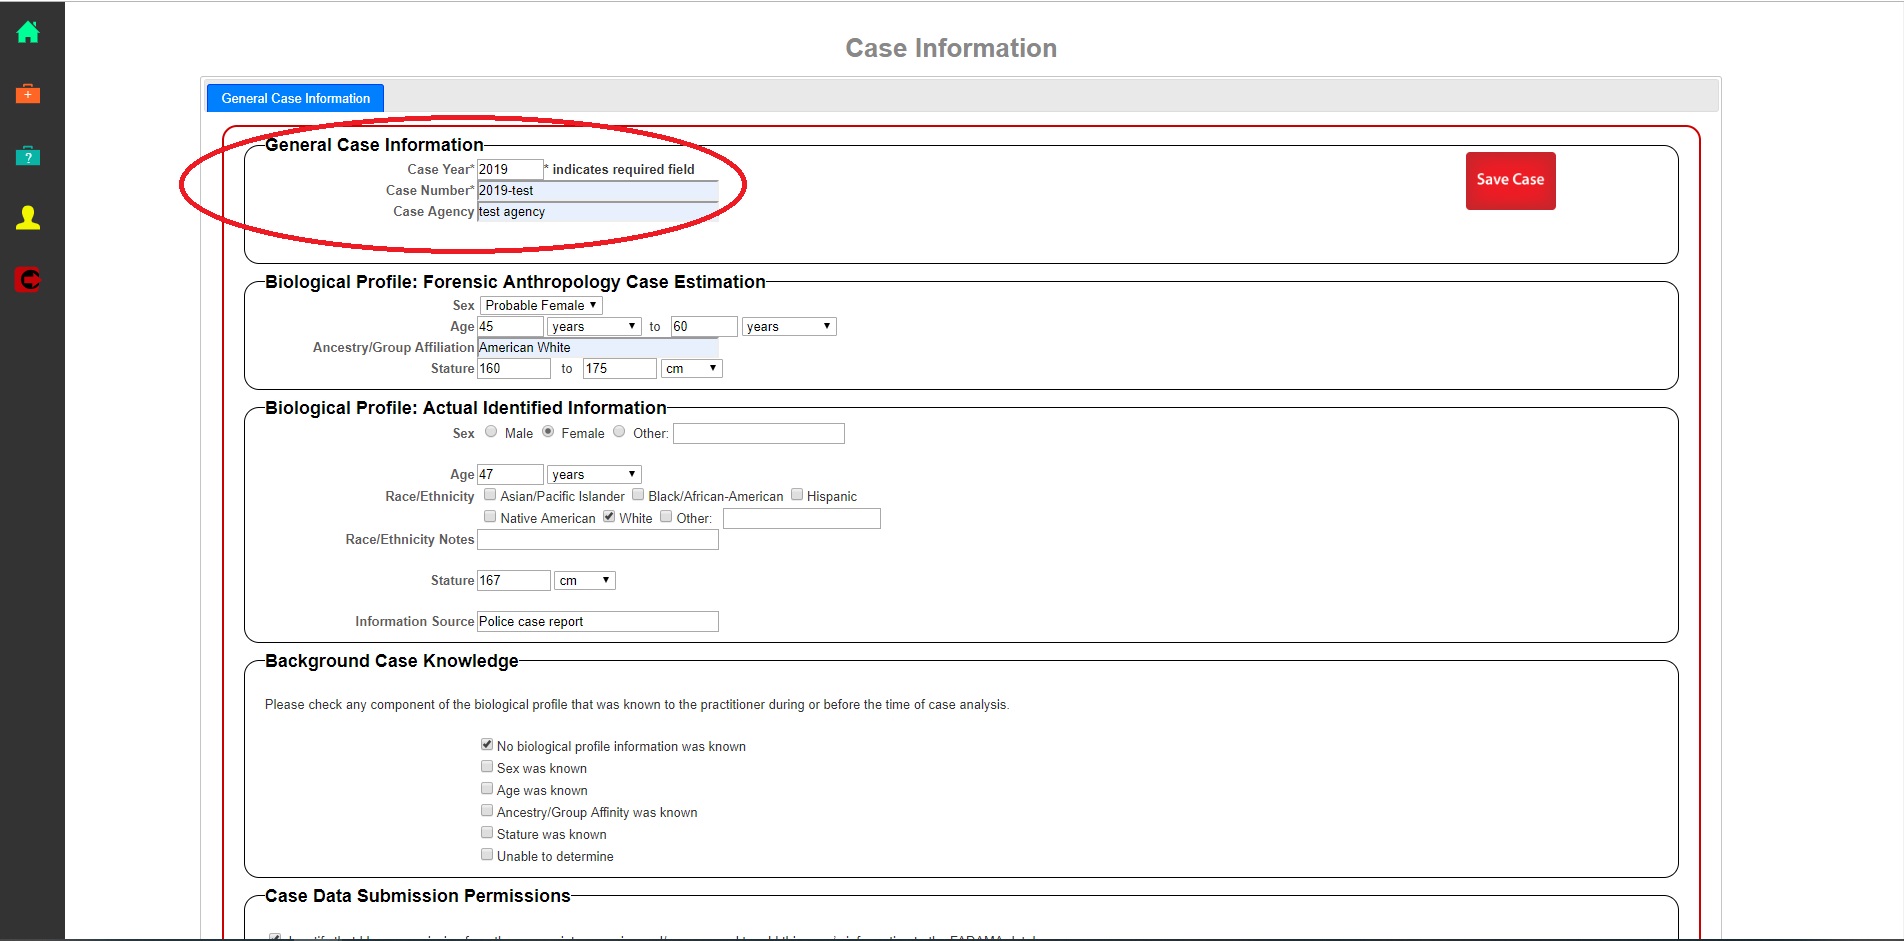 Case Information
General Case Information
General Case Information
Case Year* 2019 * indicates required field
Save Case
Case Number* 2019-test
Case Agency test agency
Biological Profile: Forensic Anthropology Case Estimation
Sex Probable Female
Age 45 years to 60 years
Ancestry/Group Affiliation American White
Stature 160 to 175 cm
Biological Profile: Actual Identified Information
Sex Male Female Other:
Age 47 years
Race/Ethnicity Asian/Pacific Islander Black/African-American Hispanic
Native American White Other:
Race/Ethnicity Notes
Stature 167 cm
Information Source Police case report
Background Case Knowledge
Please check any component of the biological profile that was known to the practitioner during or before the time of case analysis.
No biological profile information was known
Sex was known
Age was known
Ancestry/Group Affinity was known
Stature was known
Unable to determine
Case Data Submission Permissions